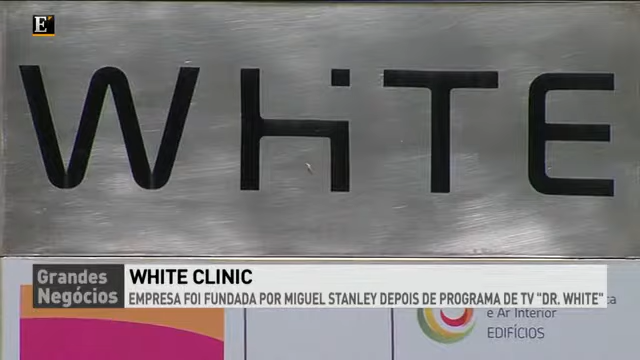 E
WHiTE
Grandes
Negócios
WHITE CLINIC
EMPRESA FOI FUNDADA POR MIGUEL STANLEY DEPOIS DE PROGRAMA DE TV "DR. WHITE"
e Ar Interior
EDIFÍCIOS